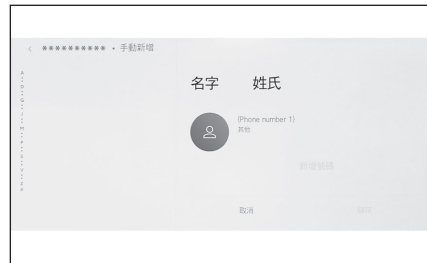 ‹ ********** • 手動新增
名字 姓氏
A
•
D
•
G
•
J
•
M
•
P
•
S
•
V
•
Z
#
(Phone number 1)
其他
新增號碼
取消 儲存